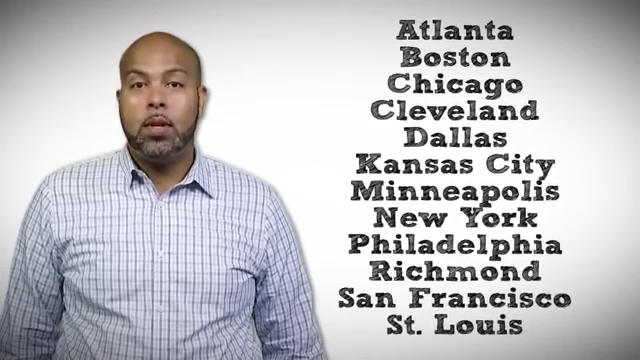 Atlanta
Boston
Chicago
Cleveland
Dallas
Kansas City
Minneapolis
New York
Philadelphia
Richmond
San Francisco
St. Louis